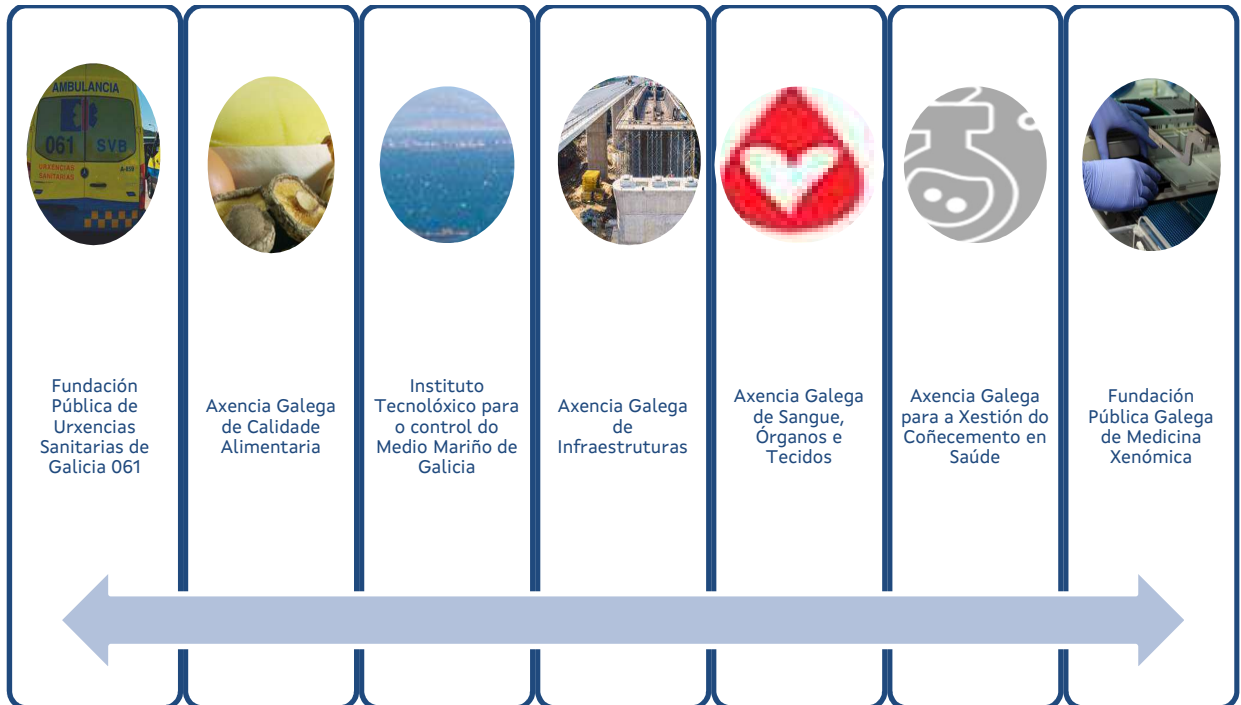 AMBULANCIA
061 SVB
URXENCIAS
SANITARIAS
A-819
Fundación
Pública de
Urxencias
Sanitarias de
Galicia 061
Axencia Galega
de Calidade
Alimentaria
Instituto
Tecnolóxico para
o control do
Medio Mariño de
Galicia
Axencia Galega
de
Infraestruturas
Axencia Galega
de Sangue,
Órganos e
Tecidos
Axencia Galega
para a Xestión do
Coñecemento en
Saúde
Fundación
Pública Galega
de Medicina
Xenómica